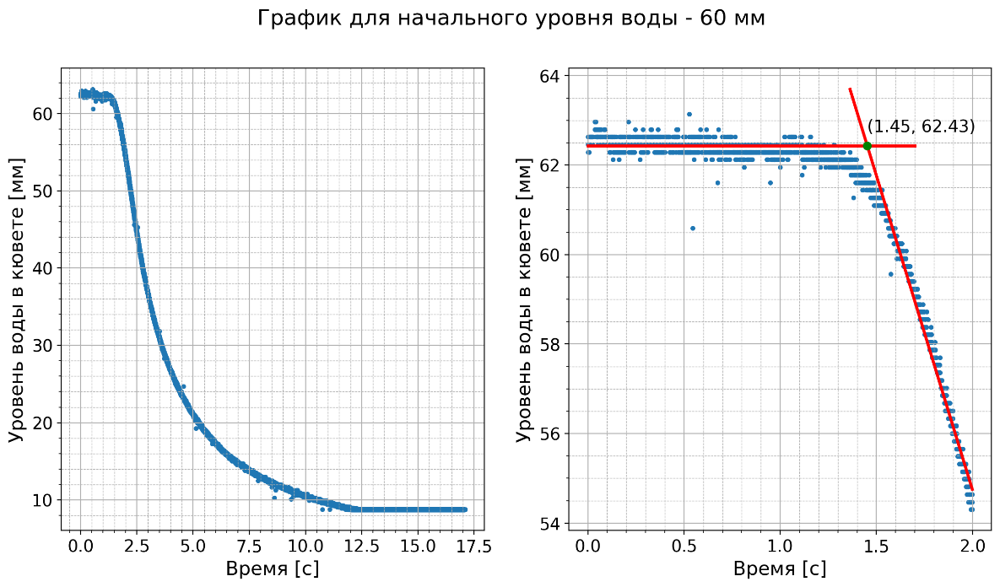 График для начального уровня воды - 60 мм
Уровень воды в кювете [мм]
60
50
40
30
20
10
0.0 2.5 5.0 7.5 10.0 12.5 15.0 17.5
Время [с]
Уровень воды в кювете [мм]
64
62
60
58
56
54
(1.45, 62.43)
0.0 0.5 1.0 1.5 2.0
Время [с]